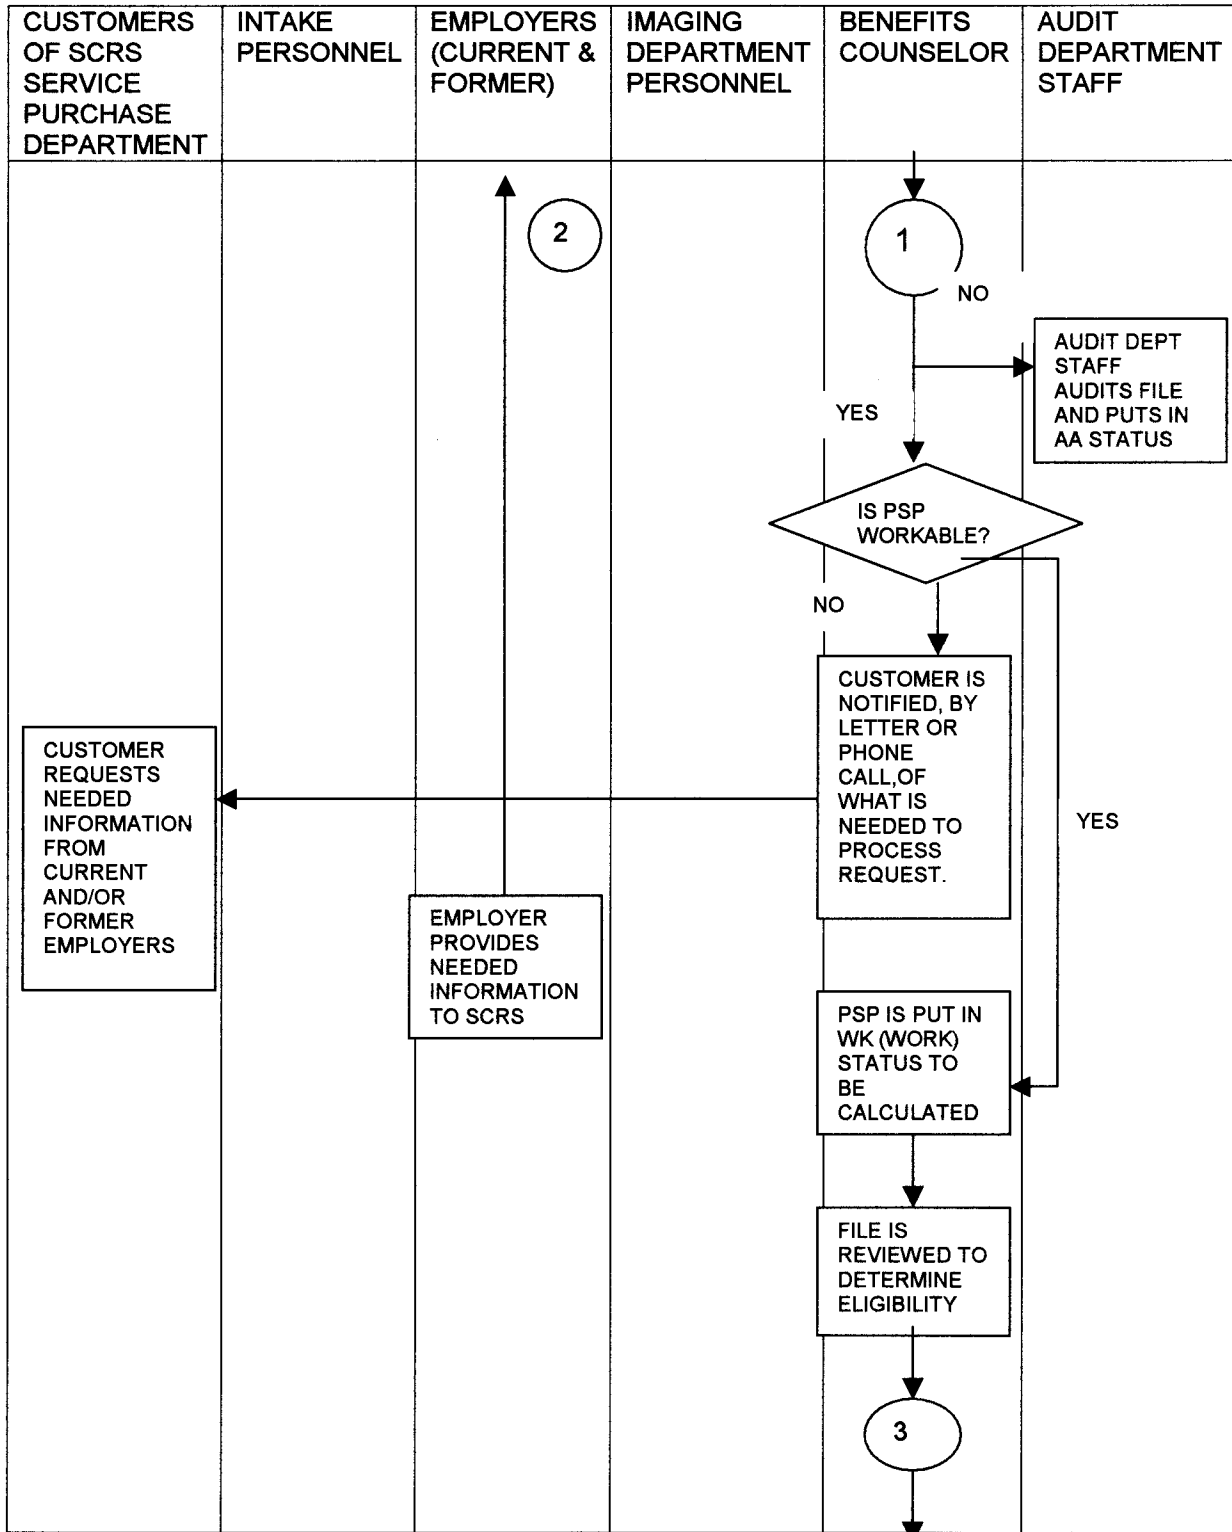 CUSTOMERS
OF SCRS
SERVICE
PURCHASE
DEPARTMENT
INTAKE
PERSONNEL
EMPLOYERS
(CURRENT &
FORMER)
IMAGING
DEPARTMENT
PERSONNEL
BENEFITS
COUNSELOR
AUDIT
DEPARTMENT
STAFF
2
1
NO
AUDIT DEPT
STAFF
AUDITS FILE
AND PUTS IN
AA STATUS
YES
IS PSP
WORKABLE?
NO
CUSTOMER IS
NOTIFIED, BY
LETTER OR
PHONE
CALL,OF
WHAT IS
NEEDED TO
PROCESS
REQUEST.
YES
CUSTOMER
REQUESTS
NEEDED
INFORMATION
FROM
CURRENT
AND/OR
FORMER
EMPLOYERS
EMPLOYER
PROVIDES
NEEDED
INFORMATION
TO SCRS
PSP IS PUT IN
WK (WORK)
STATUS TO
BE
CALCULATED
FILE IS
REVIEWED TO
DETERMINE
ELIGIBILITY
3